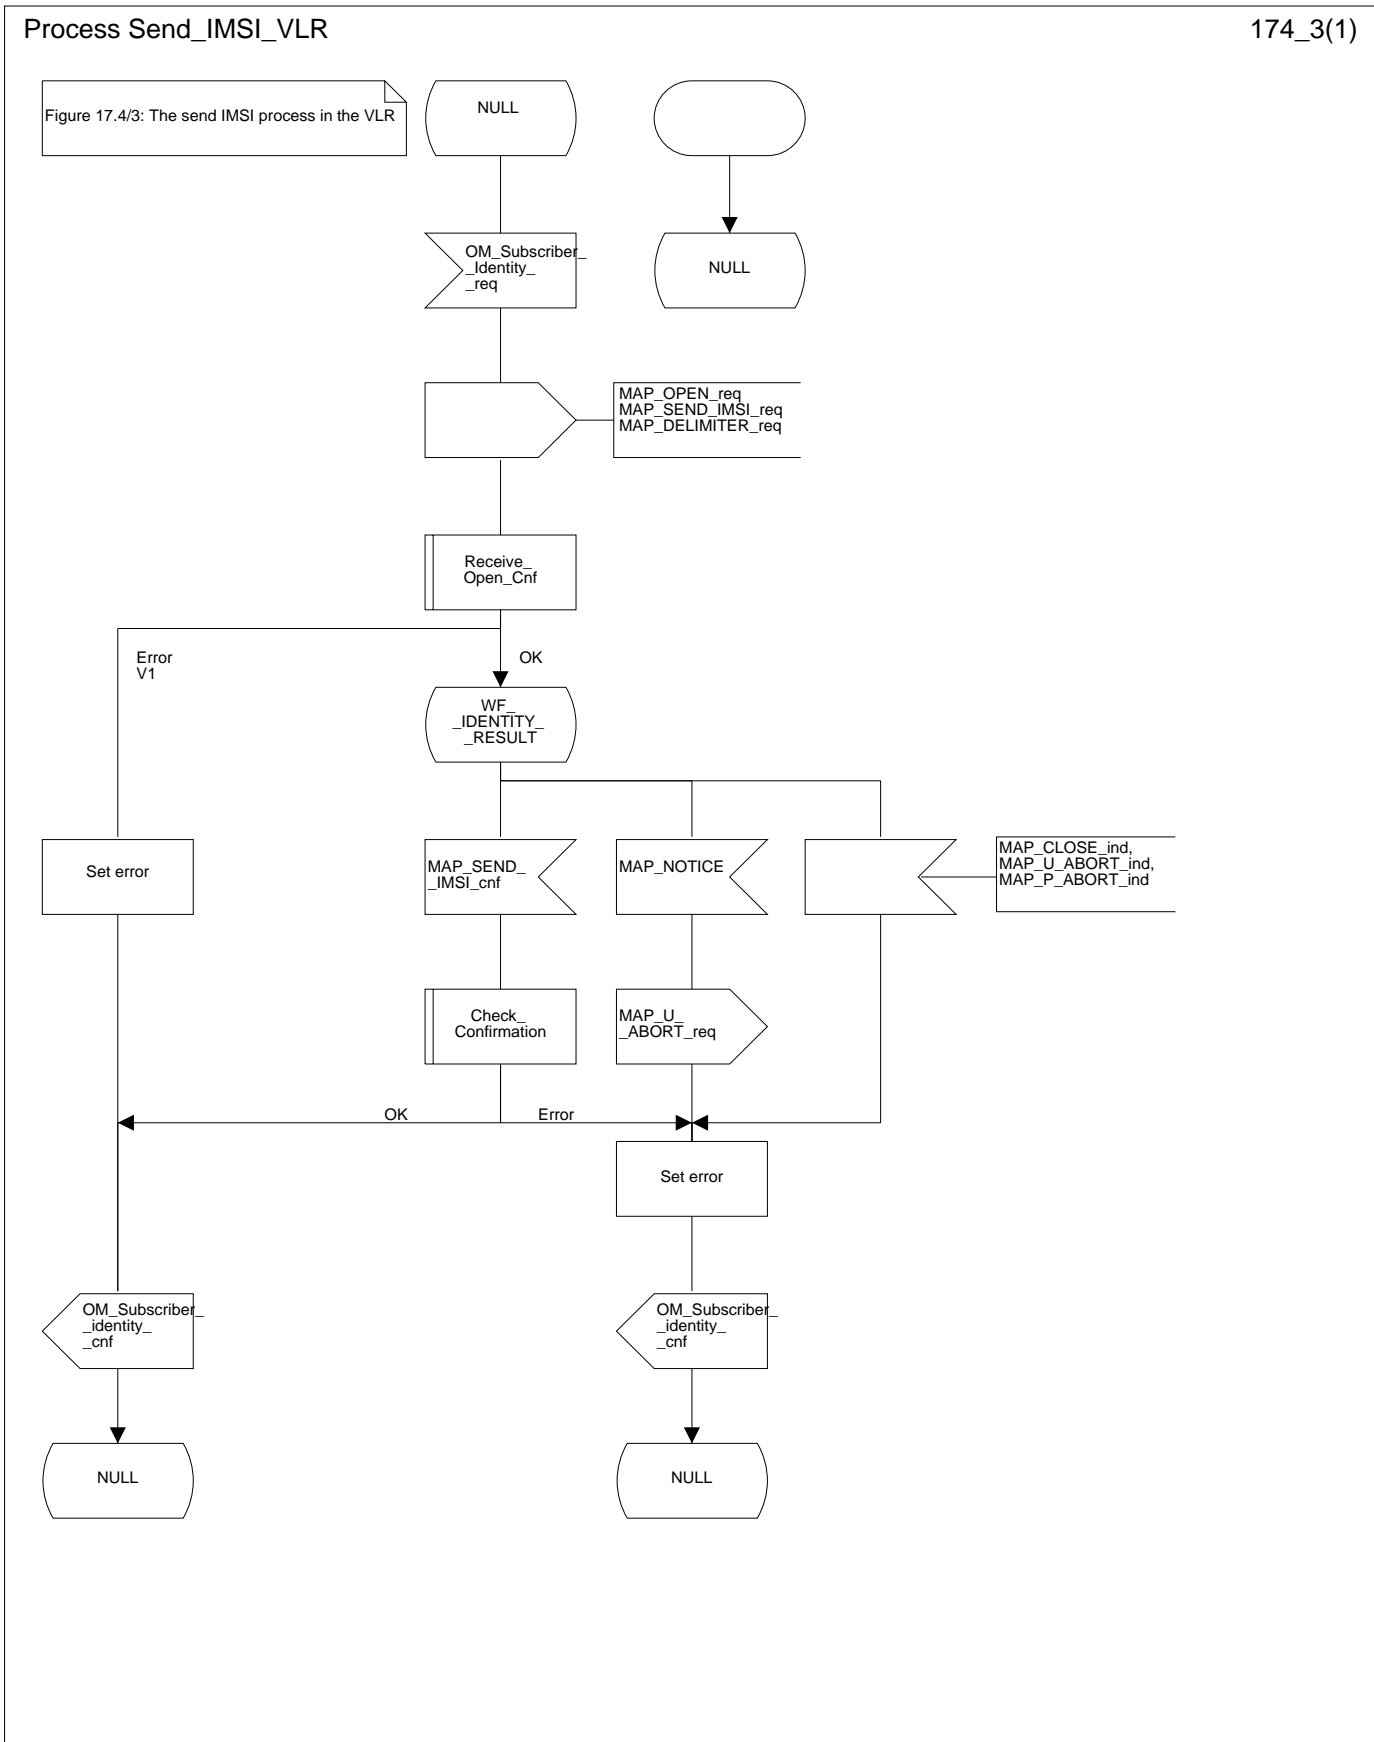 Process Send_IMSI_VLR
174_3(1)
Figure 17.4/3: The send IMSI process in the VLR
NULL
OM_Subscriber_
_Identity_
_req
NULL
MAP_OPEN_req
MAP_SEND_IMSI_req
MAP_DELIMITER_req
Receive_
Open_Cnf
Error
V1
OK
WF_
_IDENTITY_
_RESULT
Set error
MAP_SEND_
_IMSI_cnf
MAP_NOTICE
MAP_CLOSE_ind,
MAP_U_ABORT_ind,
MAP_P_ABORT_ind
Check_
Confirmation
MAP_U_
_ABORT_req
OK
Error
Set error
OM_Subscriber_
_identity_
_cnf
OM_Subscriber_
_identity_
_cnf
NULL
NULL